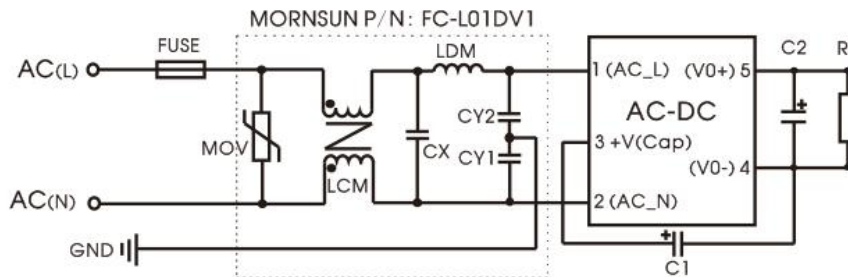 MORNSUN P/N: FC-L01DV1
FUSE
LDM
C2
R
AC(L)
1 (AC_L)
(V0+) 5
AC-DC
CY2
MOV
CX
3 +V(Cap)
CY1
LCM
(V0-) 4
AC(N)
2 (AC_N)
GND
+
+
C1